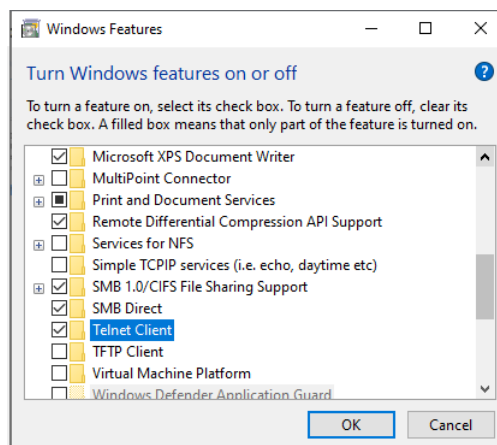 Windows Features
Turn Windows features on or off
To turn a feature on, select its check box. To turn a feature off, clear its
check box. A filled box means that only part of the feature is turned on.
Microsoft XPS Document Writer
MultiPoint Connector
Print and Document Services
Remote Differential Compression API Support
Services for NFS
Simple TCPIP services (i.e. echo, daytime etc)
SMB 1.0/CIFS File Sharing Support
SMB Direct
Telnet Client
TFTP Client
Virtual Machine Platform
Windows Defender Application Guard
OK Cancel